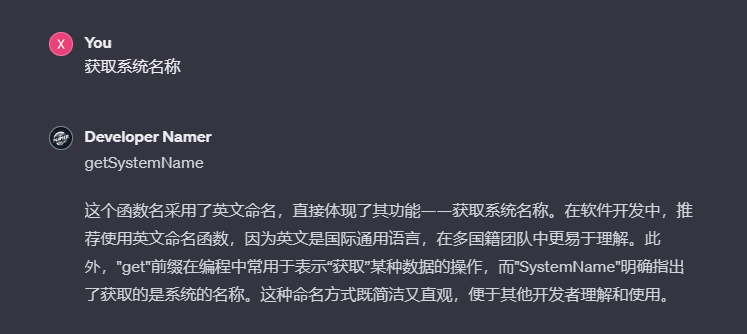 X
You
获取系统名称
Developer Namer
getSystemName
这个函数名采用了英文命名，直接体现了其功能——获取系统名称。在软件开发中，推
荐使用英文命名函数，因为英文是国际通用语言，在多国籍团队中更易于理解。此
外，"get"前缀在编程中常用于表示“获取”某种数据的操作，而"SystemName"明确指出
了获取的是系统的名称。这种命名方式既简洁又直观，便于其他开发者理解和使用。